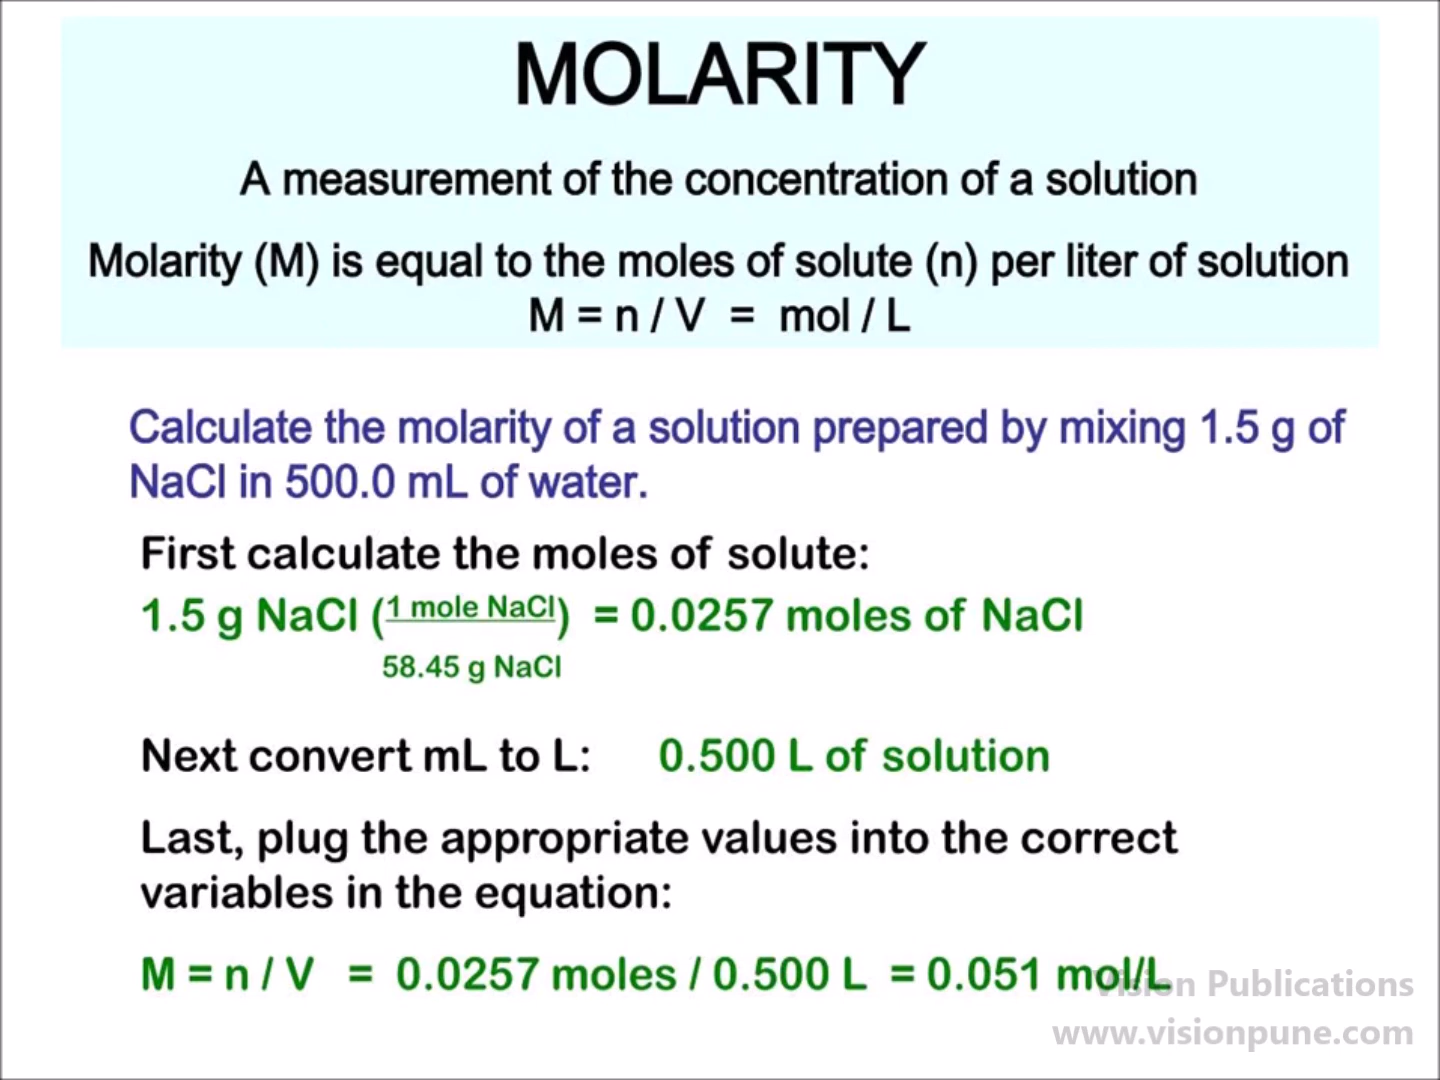 MOLARITY
A measurement of the concentration of a solution
Molarity (M) is equal to the moles of solute (n) per liter of solution
M = n / V = mol / L
Calculate the molarity of a solution prepared by mixing 1.5 g of
NaCl in 500.0 mL of water.
First calculate the moles of solute:
1.5 g NaCl (1 mole NaCl) = 0.0257 moles of NaCl
58.45 g NaCl
Next convert mL to L: 0.500 L of solution
Last, plug the appropriate values into the correct
variables in the equation:
M = n / V = 0.0257 moles / 0.500 L = 0.051 mol/L
Vision Publications
www.visionpune.com